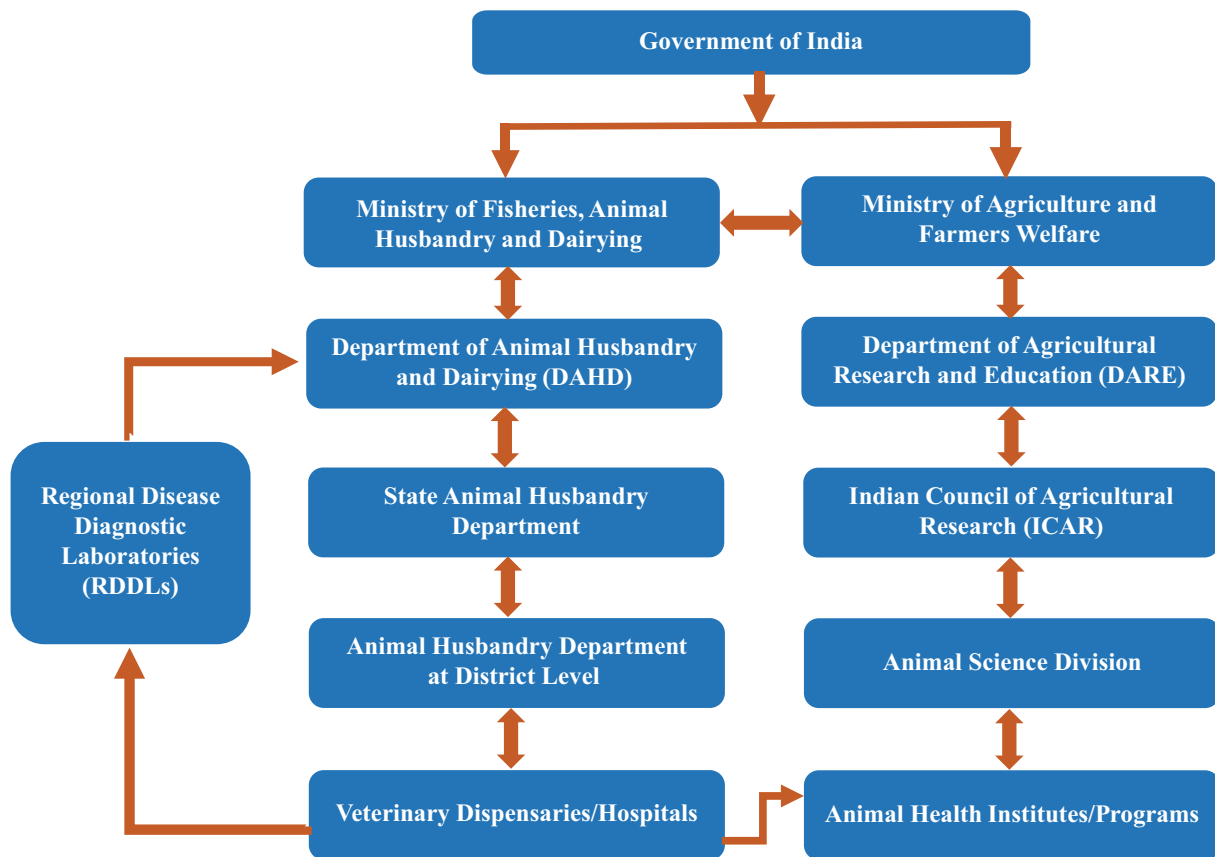 Government of India
Ministry of Fisheries, Animal
Husbandry and Dairying
Ministry of Agriculture and
Farmers Welfare
Department of Animal Husbandry
and Dairying (DAHD)
Department of Agricultural
Research and Education (DARE)
Regional Disease
Diagnostic
Laboratories
(RDDLs)
State Animal Husbandry
Department
Indian Council of Agricultural
Research (ICAR)
Animal Husbandry Department
at District Level
Animal Science Division
Veterinary Dispensaries/Hospitals
Animal Health Institutes/Programs